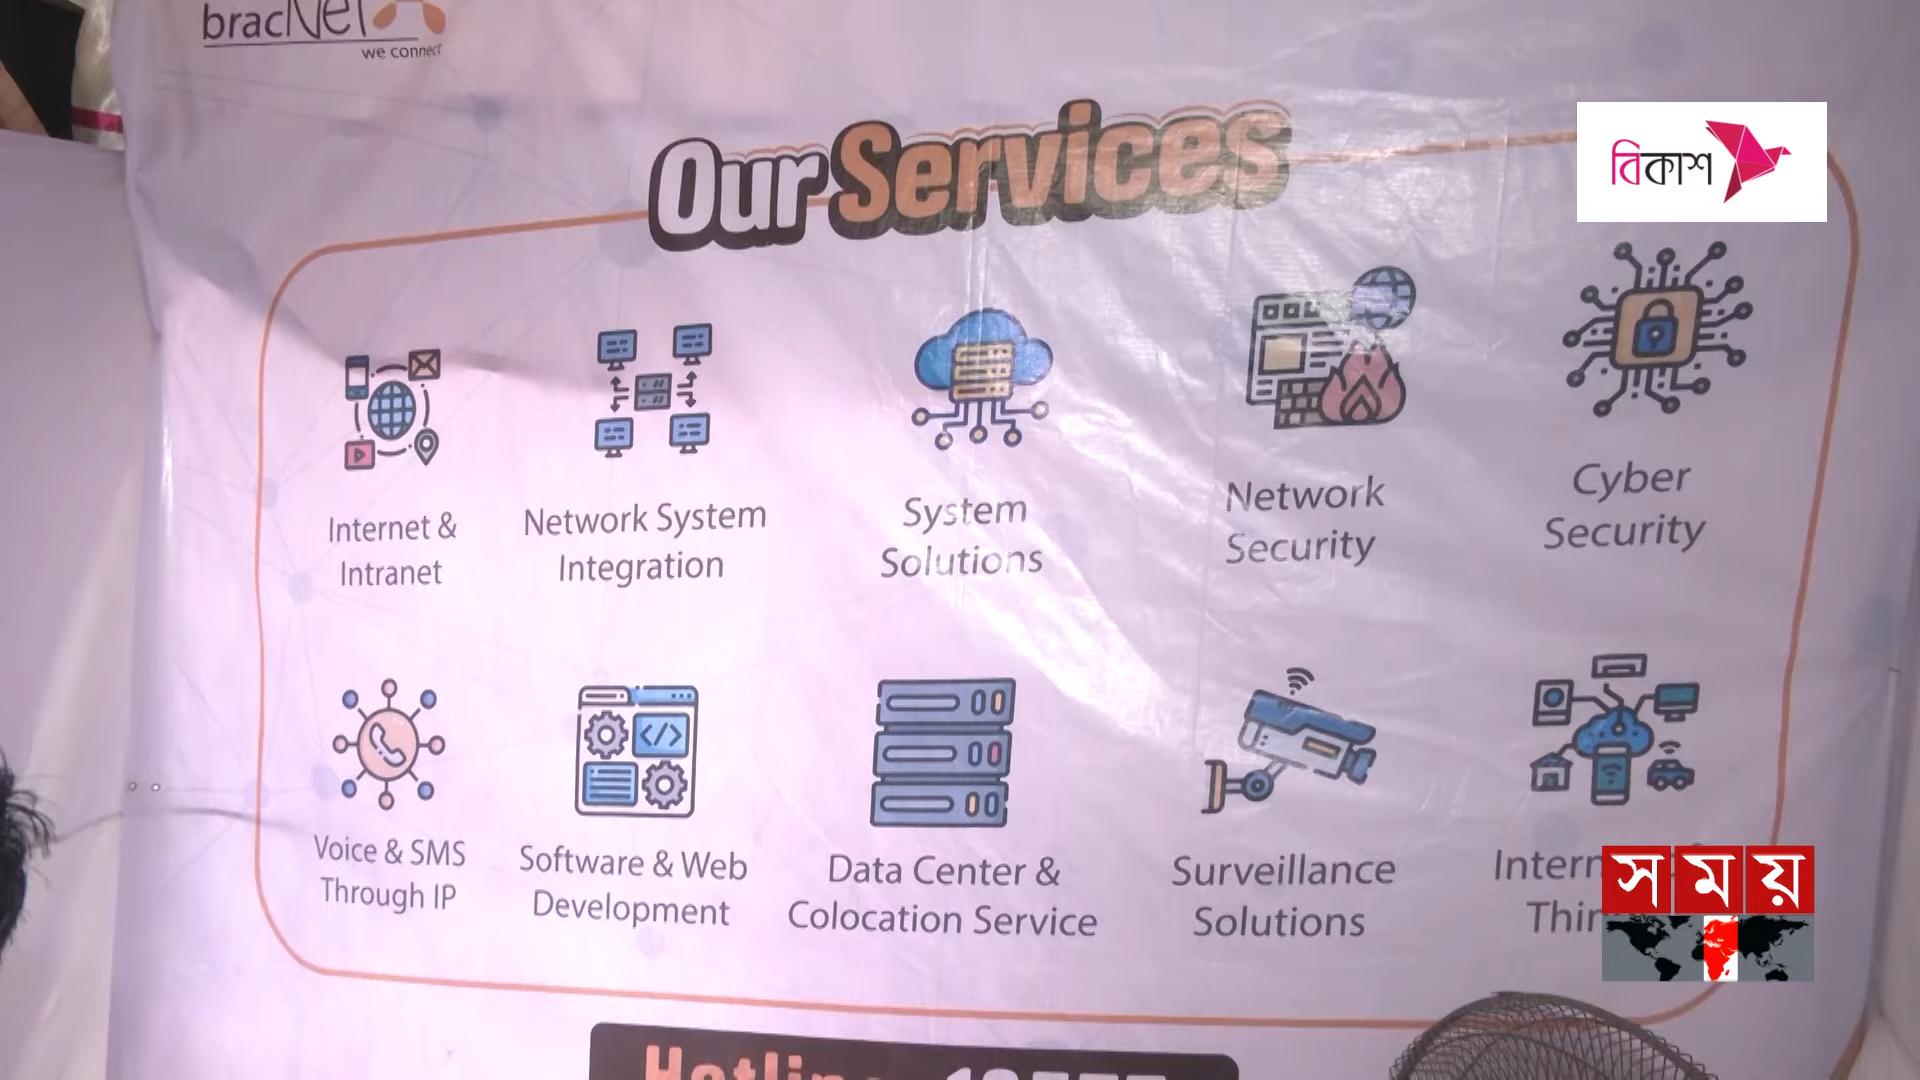 bracNet
we connect
বিকাশ
Our Services
Internet &
Intranet
Network System
Integration
System
Solutions
Network
Security
Cyber
Security
Voice & SMS
Through IP
Software & Web
Development
Data Center &
Colocation Service
Surveillance
Solutions
সময়
Hotline